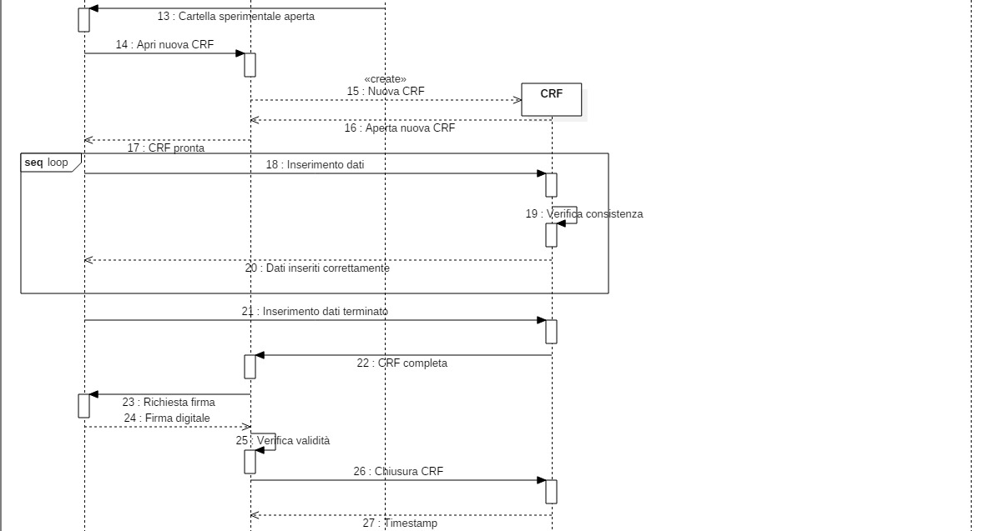 13 : Cartella sperimentale aperta
14 : Apri nuova CRF
«create»
15 : Nuova CRF
CRF
16 : Aperta nuova CRF
17 : CRF pronta
seq loop
18 : Inserimento dati
19 : Verifica consistenza
20 : Dati inseriti correttamente
21 : Inserimento dati terminato
22 : CRF completa
23 : Richiesta firma
24 : Firma digitale
25 : Verifica validità
26 : Chiusura CRF
27 : Timestamp